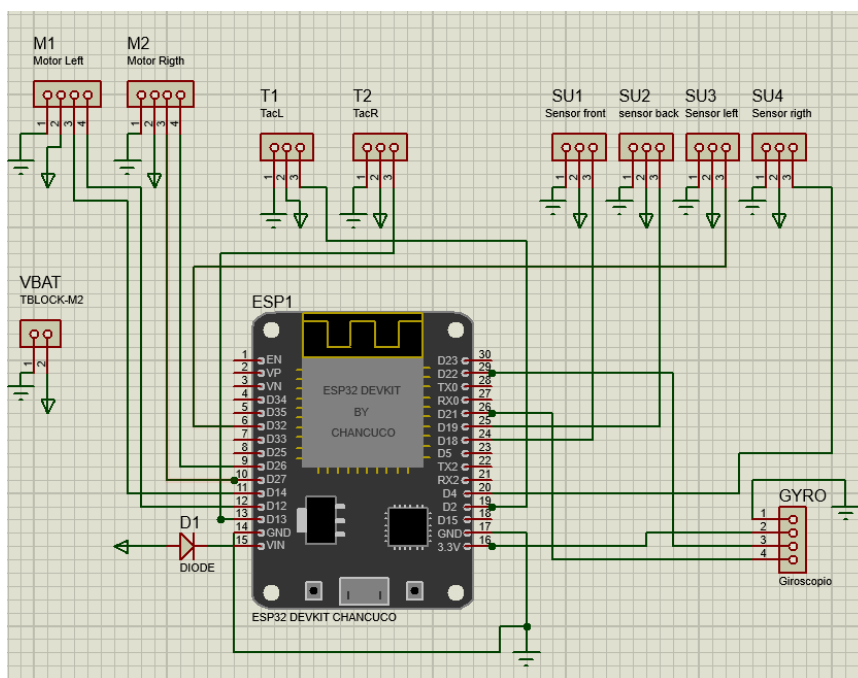 M1
Motor Left
M2
Motor Rigth
T1
TacL
T2
TacR
SU1
Sensor front
SU2
sensor back
SU3
Sensor left
SU4
Sensor rigth
1 2 3 4
1 2 3 4
1 2 3
1 2 3
1 2 3
1 2 3
1 2 3
1 2 3
VBAT
TBLOCK-M2
1 2
ESP1
ESP32 DEVKIT
BY
CHANCUCO
1 EN
2 VP
3 VN
4 D34
5 D35
6 D32
7 D33
8 D25
9 D26
10 D27
11 D14
12 D12
13 D13
14 GND
15 VIN
D23 30
D22 29
TX0 28
RX0 27
D21 26
D19 25
D18 24
D5 23
TX2 22
RX2 21
D4 20
D2 19
D15 18
GND 17
3.3V 16
D1
DIODE
GYRO
1
2
3
4
Giroscopio
ESP32 DEVKIT CHANCUCO